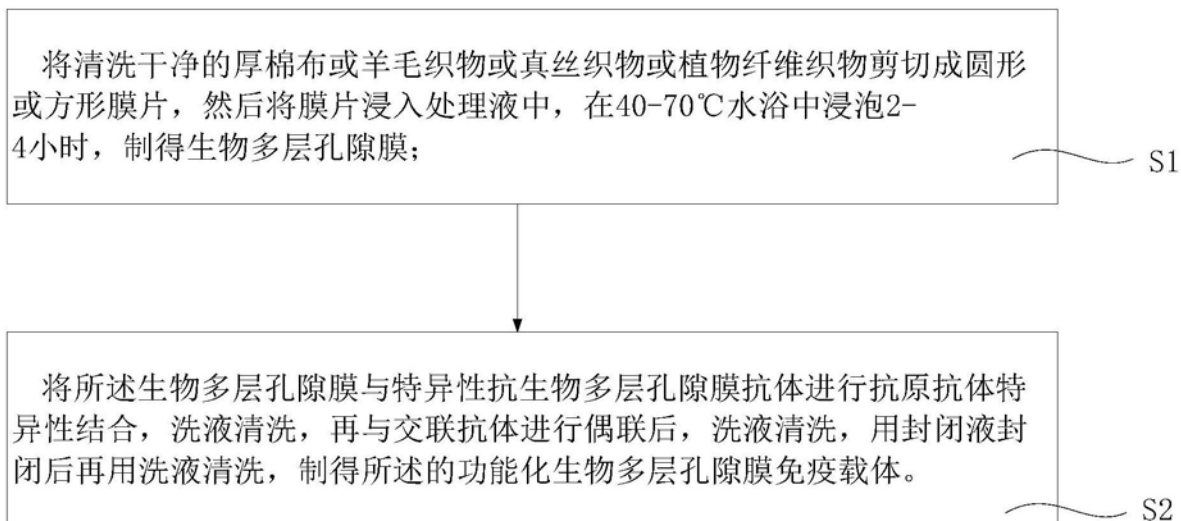 将清洗干净的厚棉布或羊毛织物或真丝织物或植物纤维织物剪切成圆形
或方形膜片，然后将膜片浸入处理液中，在40-70℃水浴中浸泡2-
4小时，制得生物多层孔隙膜；
S1
将所述生物多层孔隙膜与特异性抗生物多层孔隙膜抗体进行抗原抗体特
异性结合，洗液清洗，再与交联抗体进行偶联后，洗液清洗，用封闭液封
闭后再用洗液清洗，制得所述的功能化生物多层孔隙膜免疫载体。
S2